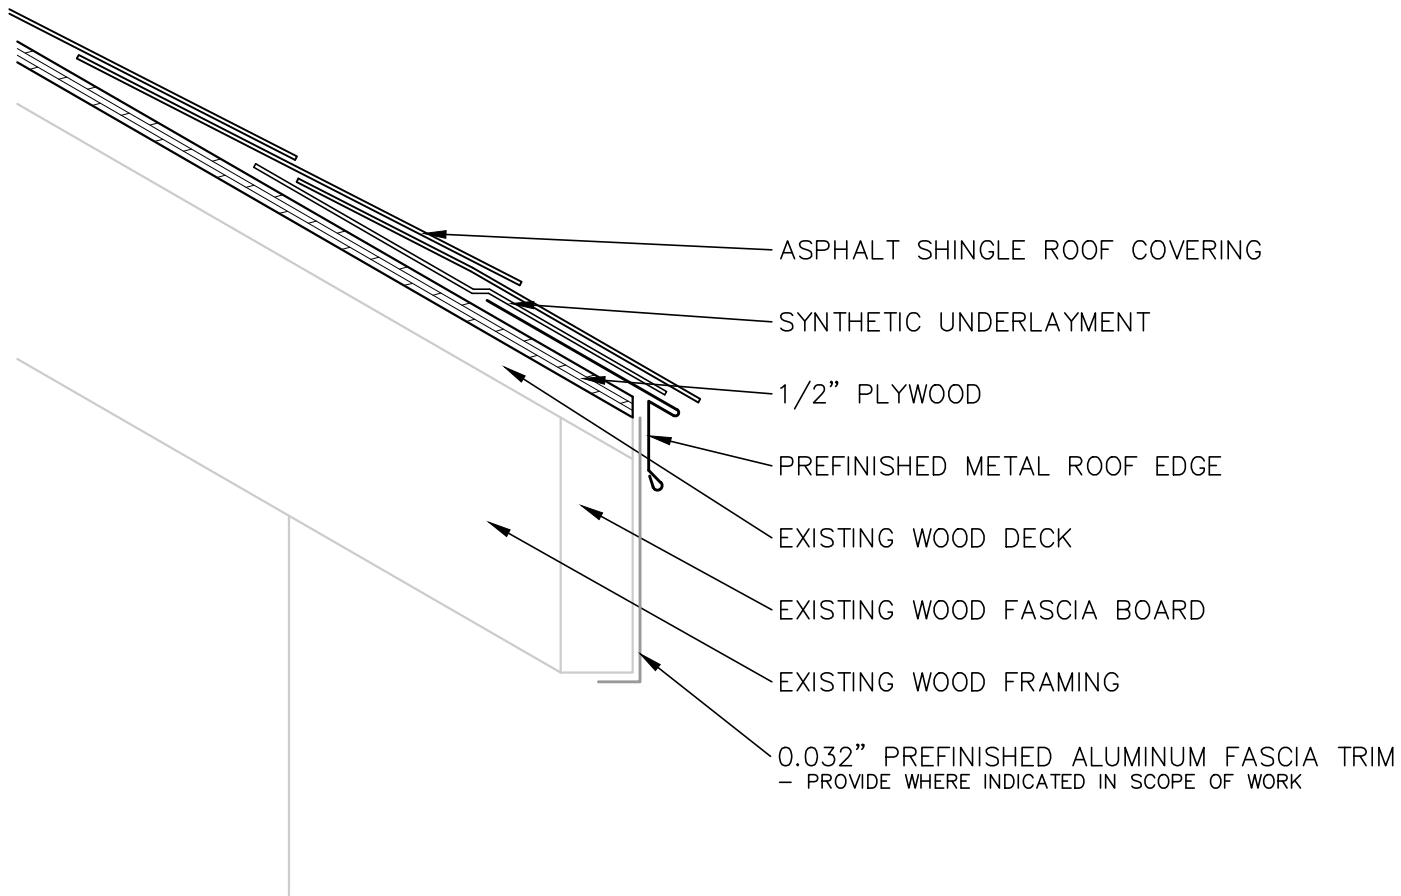 ASPHALT SHINGLE ROOF COVERING
SYNTHETIC UNDERLAYMENT
1/2” PLYWOOD
PREFINISHED METAL ROOF EDGE
EXISTING WOOD DECK
EXISTING WOOD FASCIA BOARD
EXISTING WOOD FRAMING
0.032” PREFINISHED ALUMINUM FASCIA TRIM
– PROVIDE WHERE INDICATED IN SCOPE OF WORK